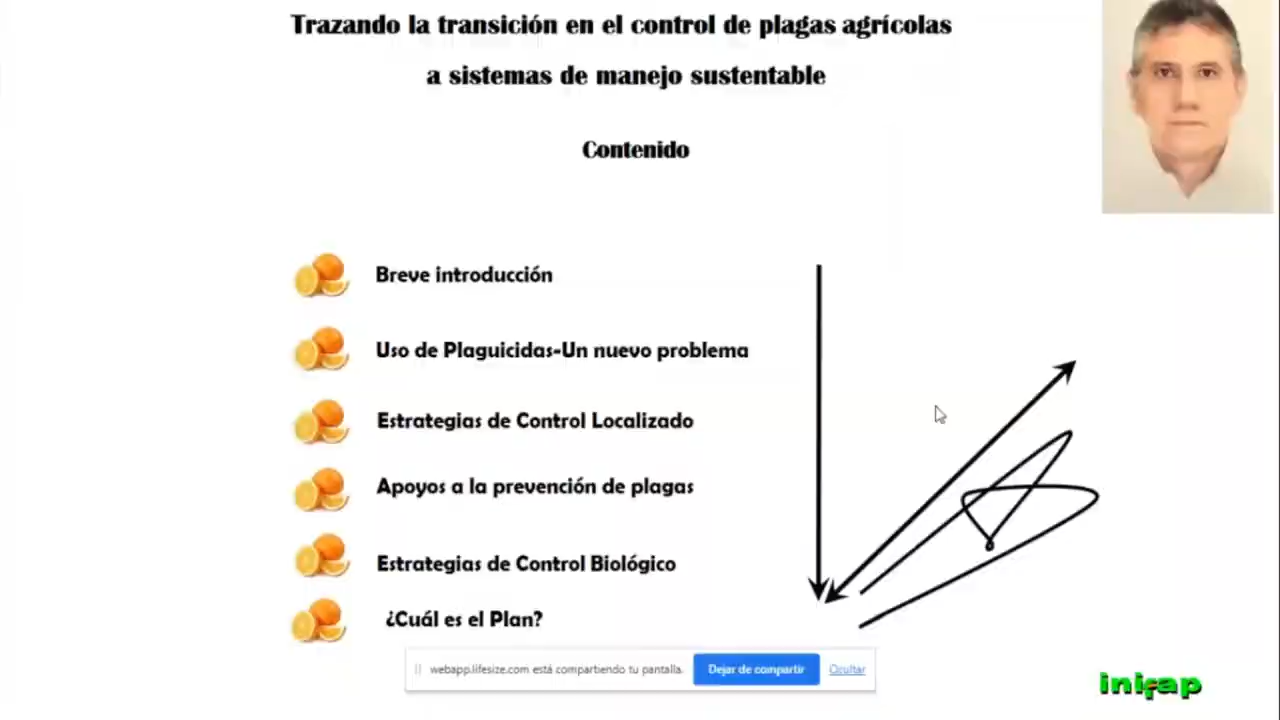 Trazando la transición en el control de plagas agrícolas
a sistemas de manejo sustentable
Contenido
Breve introducción
Uso de Plaguicidas-Un nuevo problema
Estrategias de Control Localizado
Apoyos a la prevención de plagas
Estrategias de Control Biológico
¿Cuál es el Plan?
webapp.lifesize.com está compartiendo tu pantalla. Dejar de compartir Ocultar
inifap